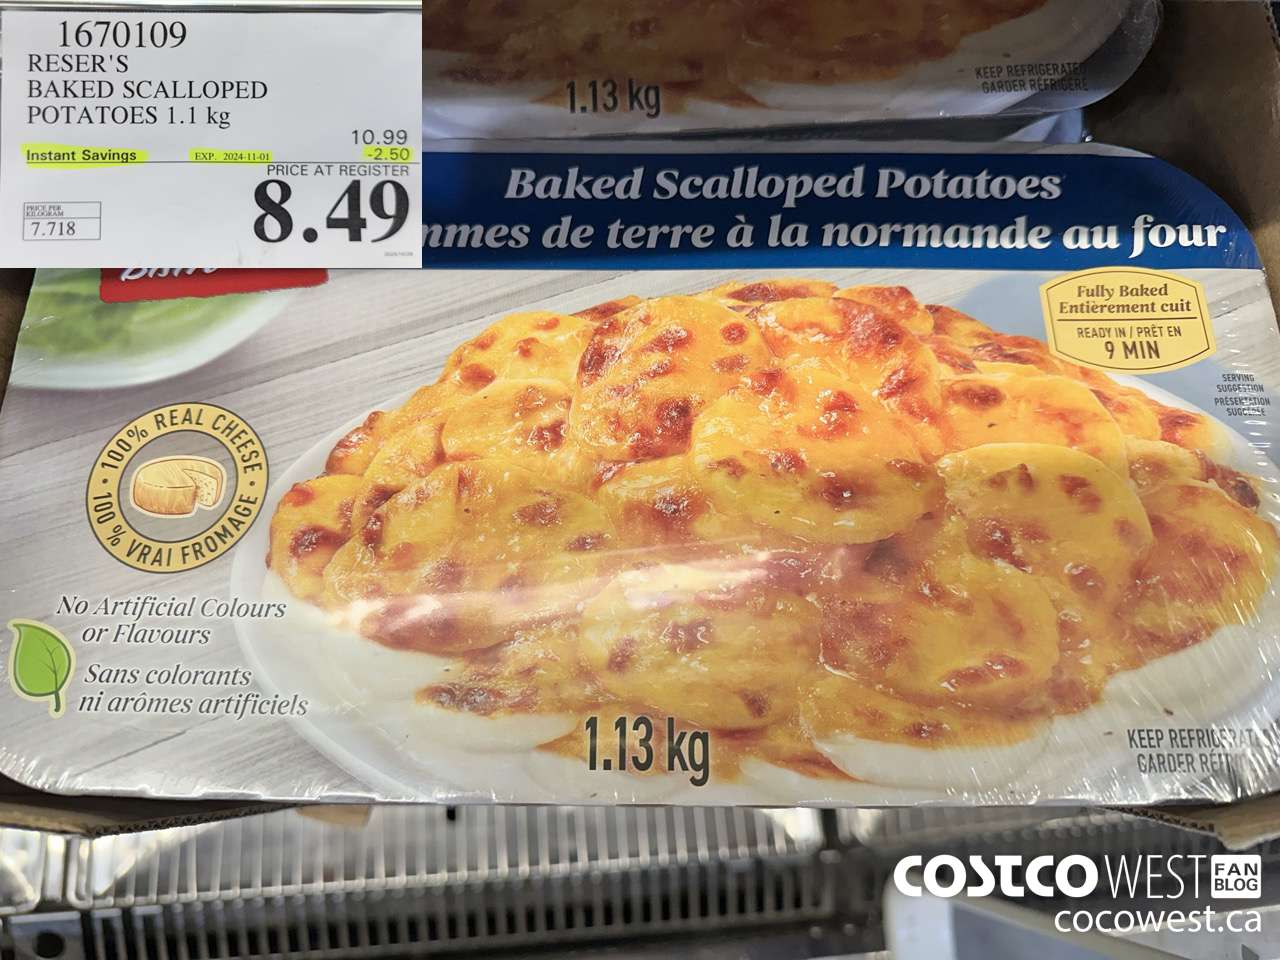 1670109
RESER'S
BAKED SCALLOPED
POTATOES 1.1 kg
10.99
Instant Savings EXP. 2024-11-01 -2.50
PRICE AT REGISTER
8.49
PRICE PER
KILOGRAM
7.718
1.13 kg
KEEP REFRIGERATED
GARDER RÉFRIGÉRÉ
Baked Scalloped Potatoes
mmes de terre à la normande au four
Fully Baked
Entièrement cuit
READY IN / PRÊT EN
9 MIN
SERVING
SUGGESTION
PRÉSENTATION
SUGGÉRÉE
100% REAL CHEESE
100 % VRAI FROMAGE
No Artificial Colours
or Flavours
Sans colorants
ni arômes artificiels
1.13 kg
KEEP REFRIGERAT
GARDER RÉF
COSTCO WEST FAN BLOG
cocowest.ca